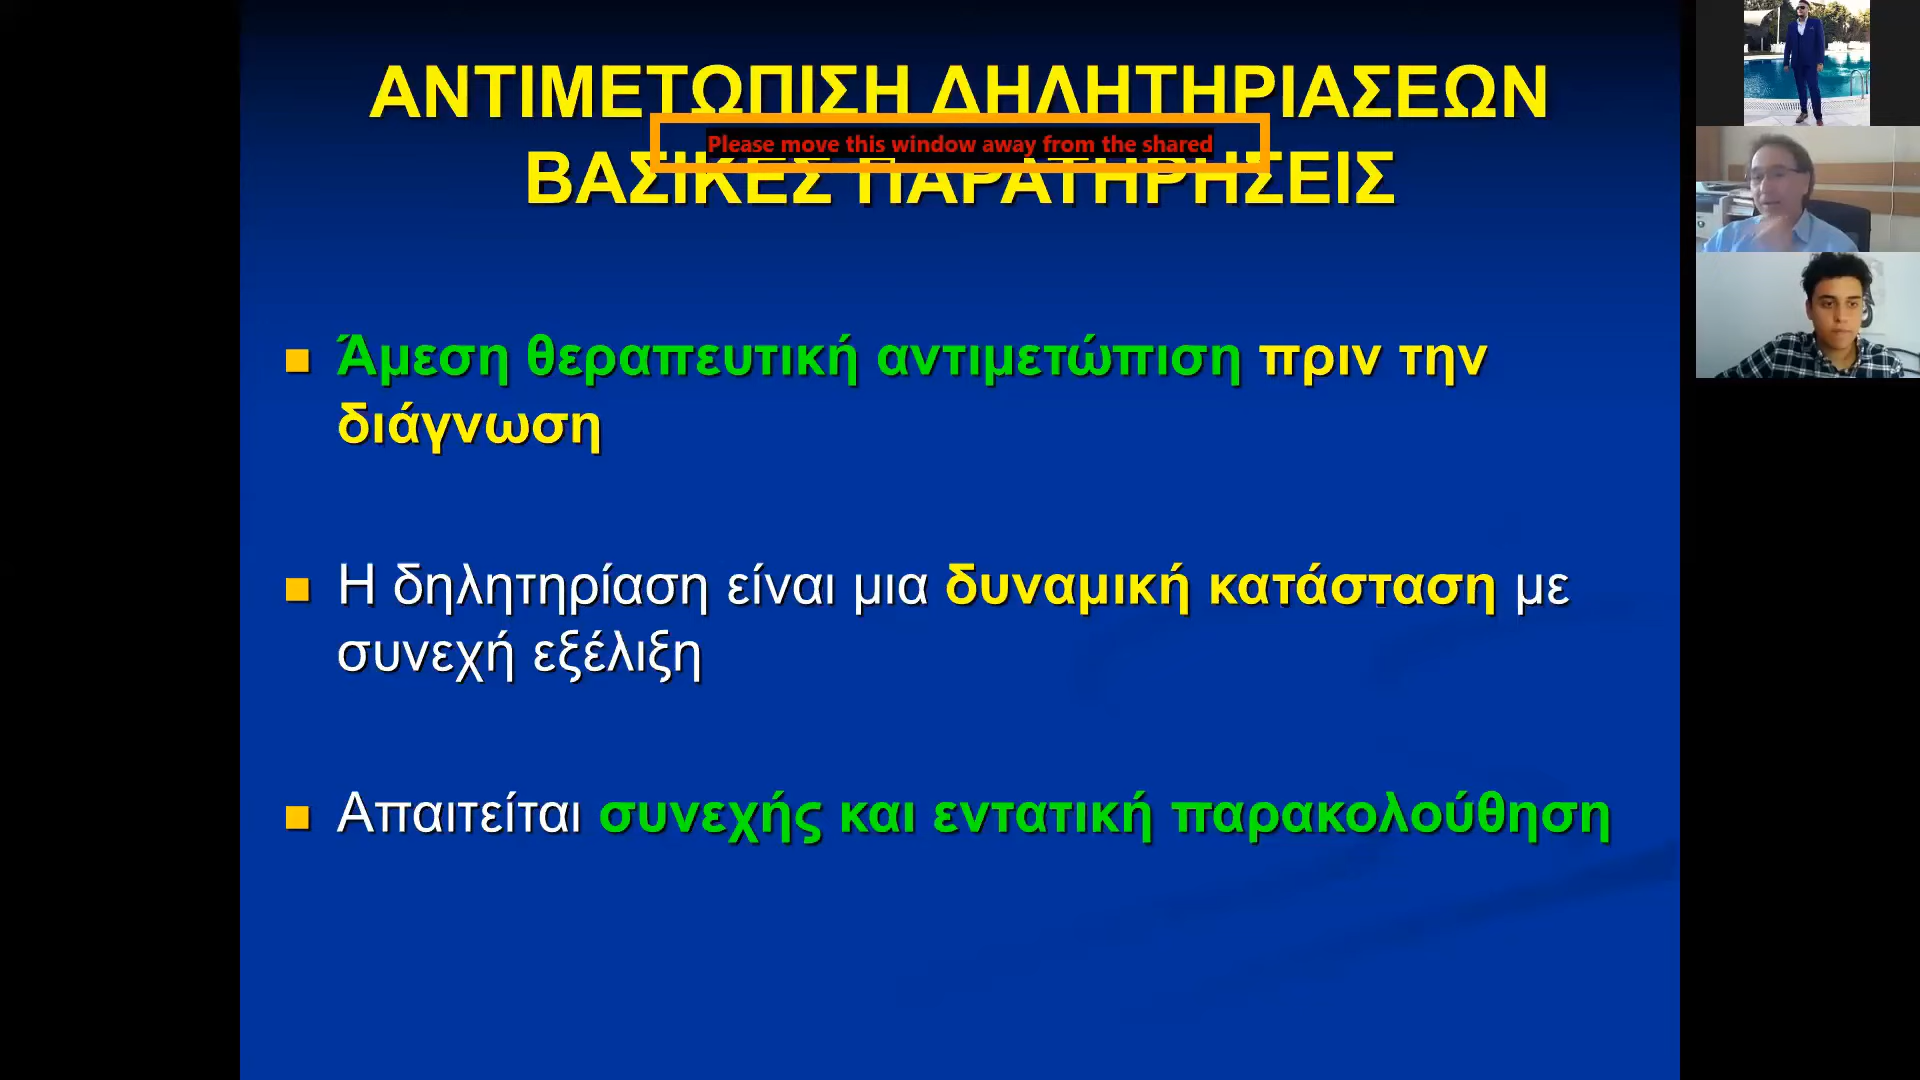 ΑΝΤΙΜΕΤΩΠΙΣΗ ΔΗΛΗΤΗΡΙΑΣΕΩΝ
Please move this window away from the shared
ΒΑΣΙΚΕΣ ΠΑΡΑΤΗΡΗΣΕΙΣ
Άμεση θεραπευτική αντιμετώπιση πριν την
διάγνωση
Η δηλητηρίαση είναι μια δυναμική κατάσταση με
συνεχή εξέλιξη
Απαιτείται συνεχής και εντατική παρακολούθηση